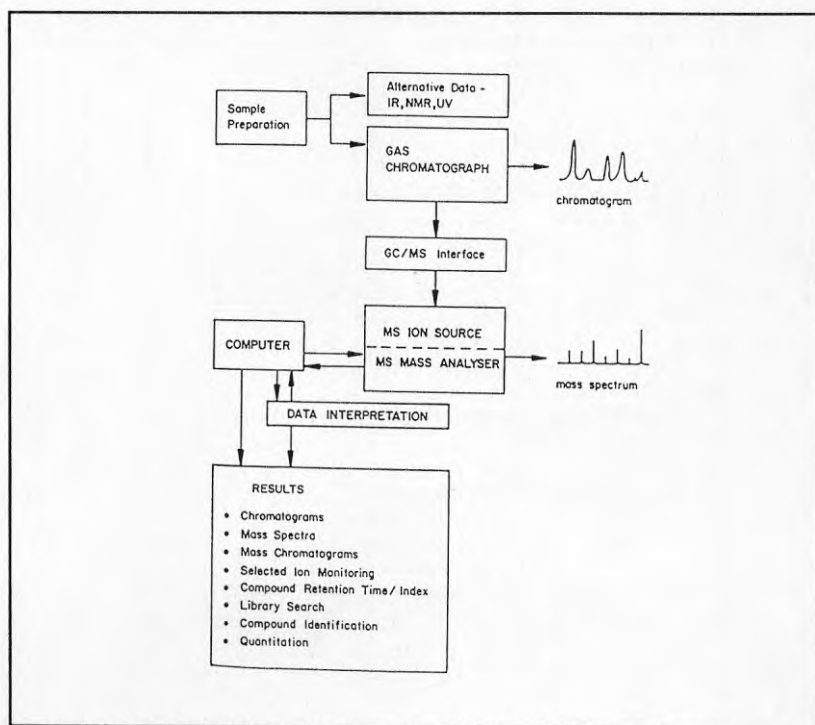 Alternative Data -
IR,NMR,UV
Sample
Preparation
GAS
CHROMATOGRAPH
chromatogram
GC/MS Interface
MS ION SOURCE
COMPUTER
MS MASS ANALYSER
mass spectrum
DATA INTERPRETATION
RESULTS
• Chromatograms
• Mass Spectra
• Mass Chromatograms
• Selected Ion Monitoring
• Compound Retention Time/ Index
• Library Search
• Compound Identification
• Quantitation